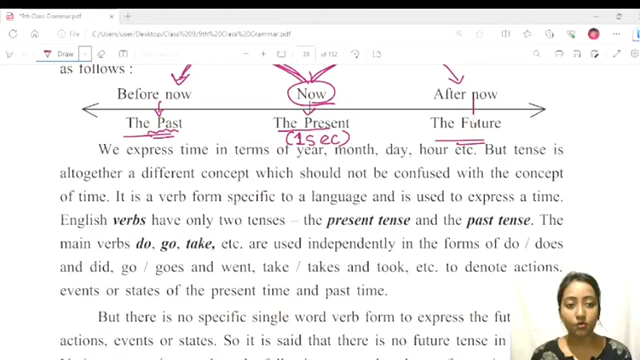 "9th Class Grammar.pdf
File
C:/Users/Dell/Desktop/Class%209/9th%20Class%20Grammar.pdf
Draw
39 of 152
as follows :
Before now Now After now
The Past The Present The Future
(1sec)
We express time in terms of year, month, day, hour etc. But tense is
altogether a different concept which should not be confused with the concept
of time. It is a verb form specific to a language and is used to express a time.
English verbs have only two tenses – the present tense and the past tense. The
main verbs do, go, take, etc. are used independently in the forms of do / does
and did, go / goes and went, take / takes and took, etc. to denote actions.
events or states of the present time and past time.
But there is no specific single word verb form to express the fut
actions, events or states. So it is said that there is no future tense in